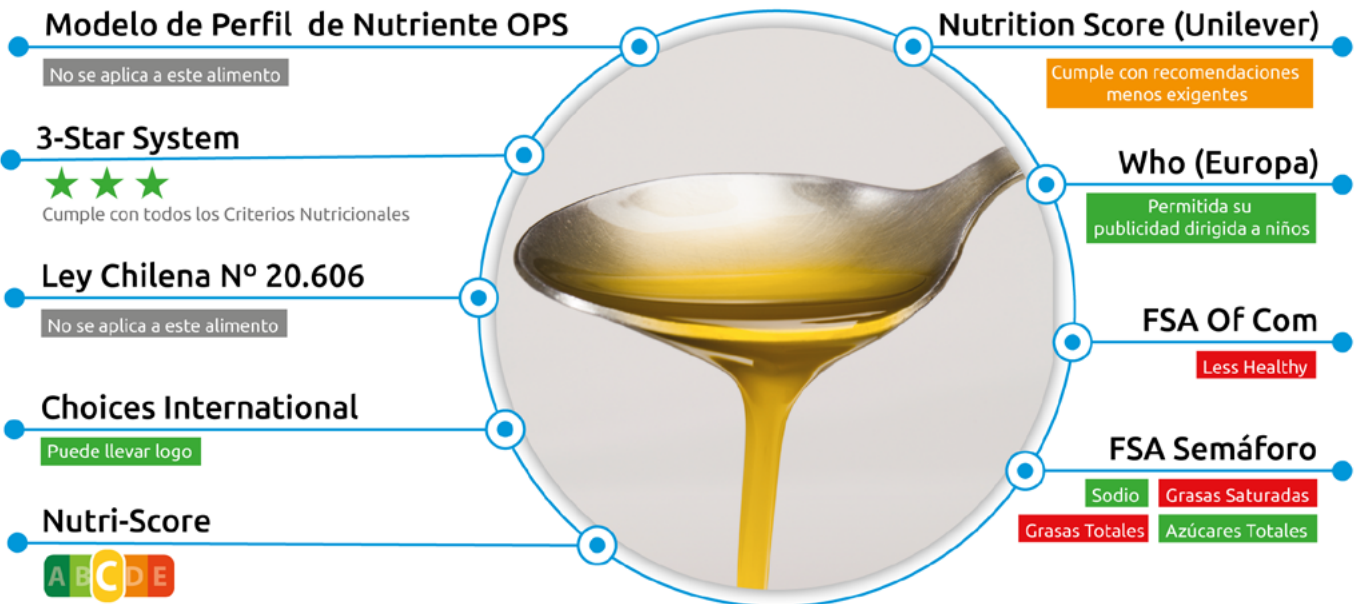 Modelo de Perfil de Nutriente OPS
No se aplica a este alimento
3-Star System
Cumple con todos los Criterios Nutricionales
Ley Chilena Nº 20.606
No se aplica a este alimento
Choices International
Puede llevar logo
Nutri-Score
A B C D E
Nutrition Score (Unilever)
Cumple con recomendaciones
menos exigentes
Who (Europa)
Permitida su
publicidad dirigida a niños
FSA Of Com
Less Healthy
FSA Semáforo
Sodio Grasas Saturadas
Grasas Totales Azúcares Totales